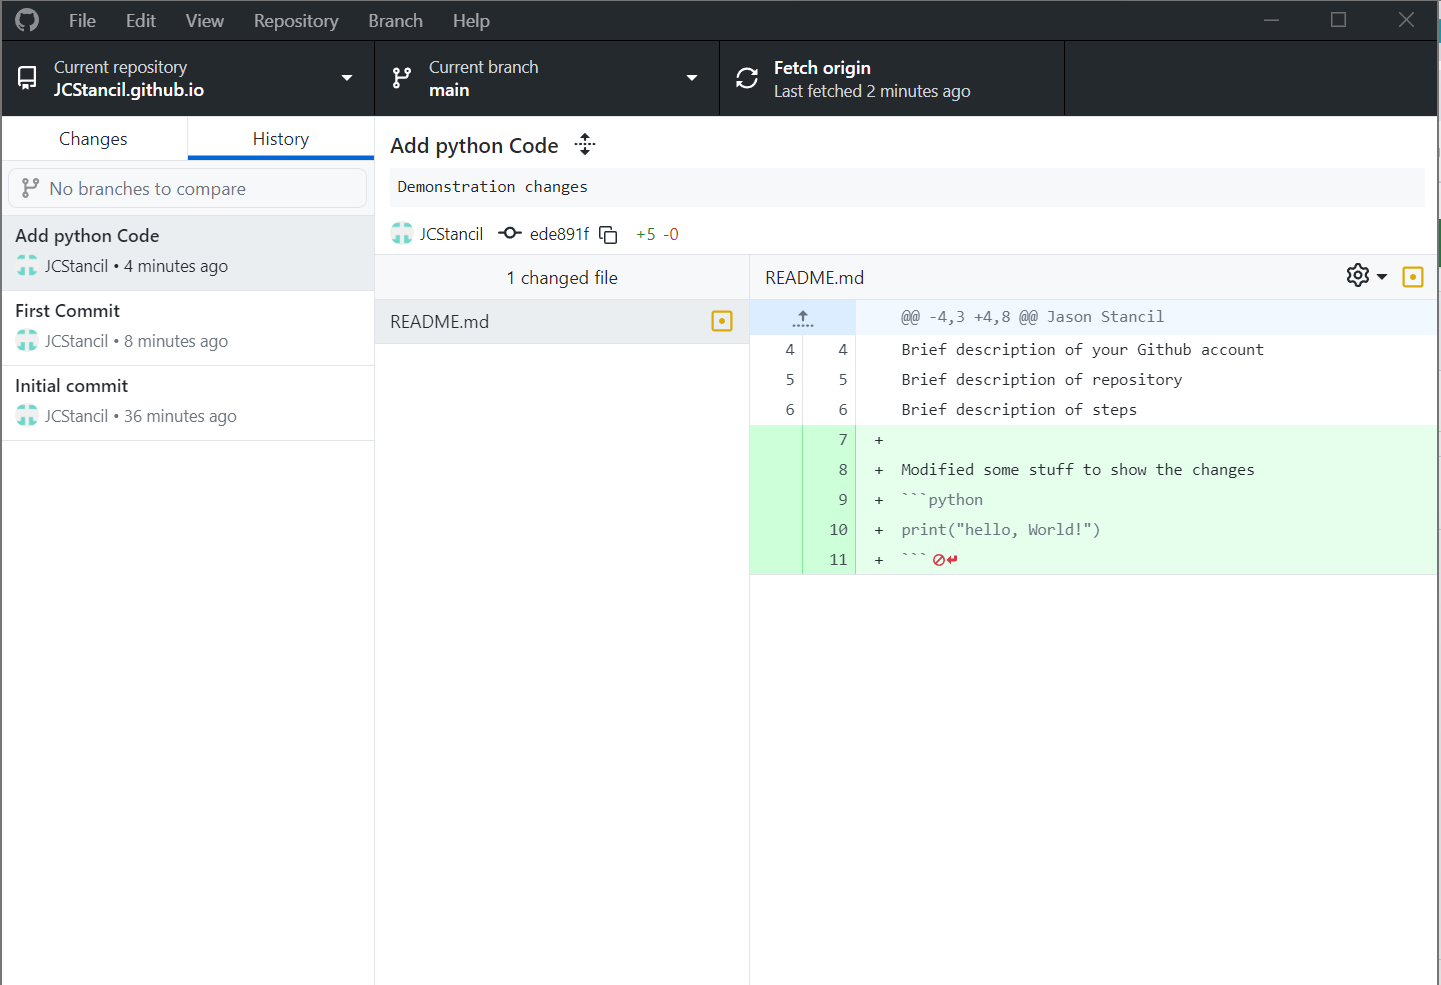 File Edit View Repository Branch Help
Current repository
JCStancil.github.io
Current branch
main
Fetch origin
Last fetched 2 minutes ago
Changes
History
No branches to compare
Add python Code
JCStancil • 4 minutes ago
First Commit
JCStancil • 8 minutes ago
Initial commit
JCStancil • 36 minutes ago
Add python Code
Demonstration changes
JCStancil ede891f +5 -0
1 changed file
README.md
README.md
@@ -4,3 +4,8 @@ Jason Stancil
4 4 Brief description of your Github account
5 5 Brief description of repository
6 6 Brief description of steps
7 +
8 + Modified some stuff to show the changes
9 + ```python
10 + print("hello, World!")
11 + ```